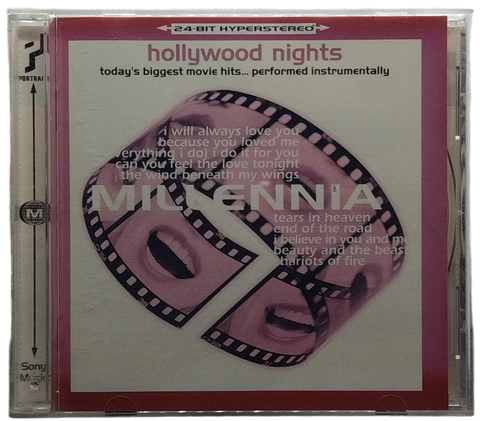 24-BIT HYPERSTEREO
hollywood nights
today's biggest movie hits... performed instrumentally
PORTRAIT
i will always love you
because you loved me
everything i do] i do it for you
can you feel the love tonight
the wind beneath my wings
MILLENNIA
tears in heaven
end of the road
i believe in you and me
beauty and the beast
chariots of fire
M
Sony
Music